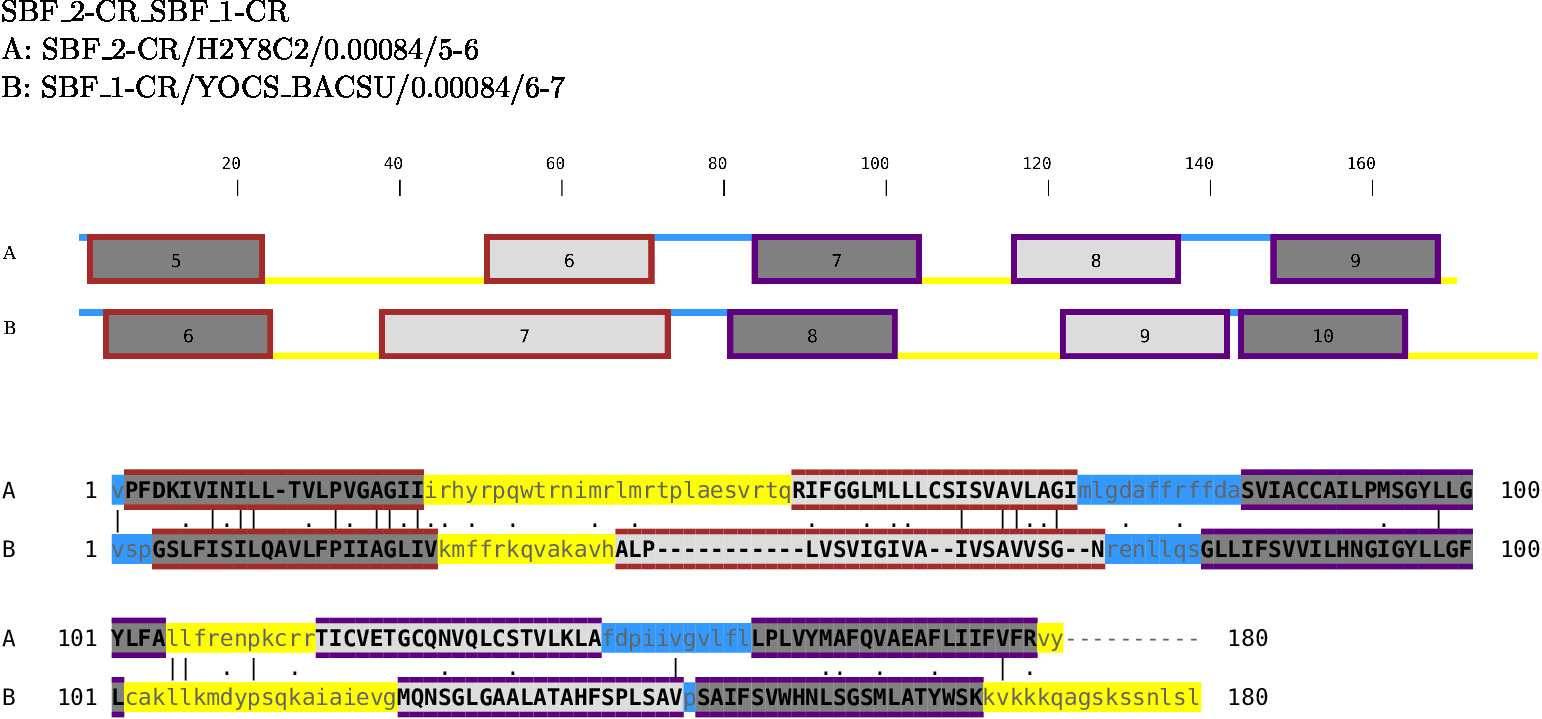 SBF_2-CR_SBF_1-CR
A: SBF_2-CR/H2Y8C2/0.00084/5-6
B: SBF_1-CR/YOCS_BACSU/0.00084/6-7
20 40 60 80 100 120 140 160
A 5 6 7 8 9
B 6 7 8 9 10
A 1 vPFDKIVINILL-TVLPVGAGIIirhyrpqwtrnimrlmrtplaesvrtqRIFGGLMLLLCSISVAVLAGImlgdaffrffdaSVIACCAILPMSGYLLG 100
B 1 vspGSLFISILQAVLFPIIAGLIVkmffrkqvakavhALP-----------LVSVIGIVA--IVSAVVSG--NrenllqsGLLIFSVVILHNGIGYLLGF 100
A 101 YLFAllfrenpkcrrTICVETGCQNVQLCSTVLKLAfdpiivgvlflLPLVYMAFQVAEAFLIIFVFRvy---------- 180
B 101 LcakllkmdypsqkaiaievgMQNSGLGAALATAHFSPLSAVpSAIFSVWHNLSGSMLATYWSKkvkkkqagskssnlsl 180